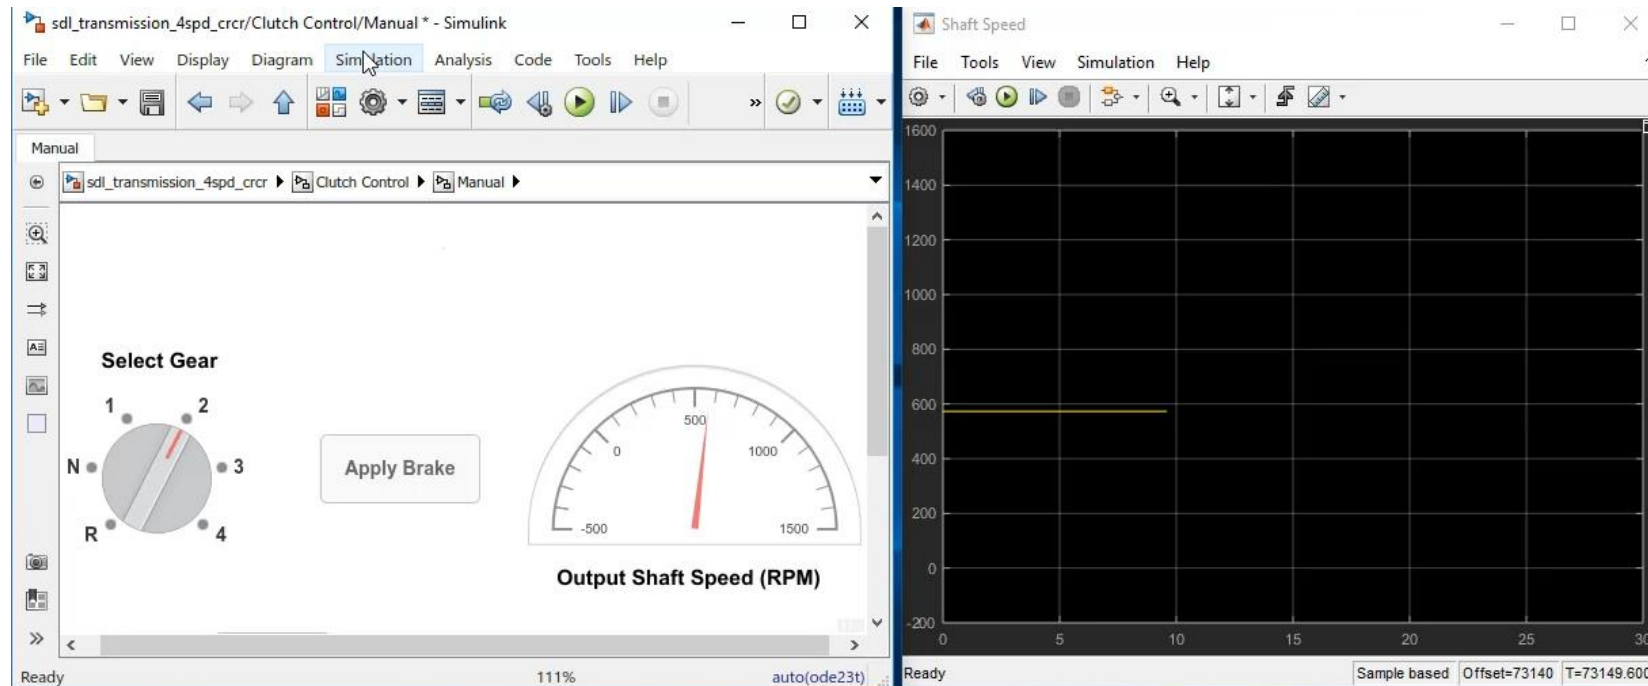 sdl_transmission_4spd_crcr/Clutch Control/Manual * - Simulink
File Edit View Display Diagram Simulation Analysis Code Tools Help
»
Manual
sdl_transmission_4spd_crcr Clutch Control Manual
Select Gear
1 2
N 3
R 4
Apply Brake
500
0 1000
-500 1500
Output Shaft Speed (RPM)
Ready 111% auto(ode23t)
Shaft Speed
File Tools View Simulation Help
1600
1400
1200
1000
800
600
400
200
0
-200
0 5 10 15 20 25 30
Ready Sample based Offset=73140 T=73149.600